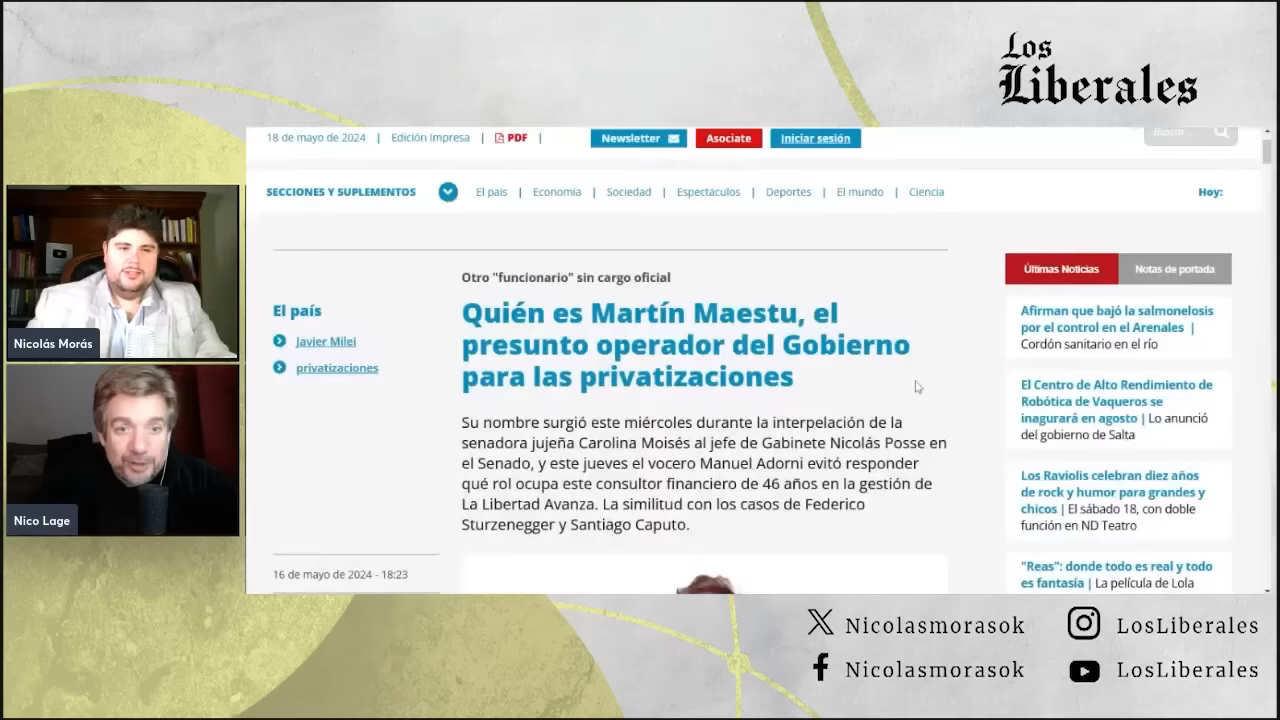 Los
Liberales
18 de mayo de 2024 | Edición impresa | PDF |
Newsletter
Asociate
Iniciar sesión
Buscar...
SECCIONES Y SUPLEMENTOS
El país | Economía | Sociedad | Espectáculos | Deportes | El mundo | Ciencia
Hoy:
Otro "funcionario" sin cargo oficial
El país
Javier Milei
privatizaciones
Quién es Martín Maestu, el
presunto operador del Gobierno
para las privatizaciones
Su nombre surgió este miércoles durante la interpelación de la
senadora jujeña Carolina Moisés al jefe de Gabinete Nicolás Posse en
el Senado, y este jueves el vocero Manuel Adorni evitó responder
qué rol ocupa este consultor financiero de 46 años en la gestión de
La Libertad Avanza. La similitud con los casos de Federico
Sturzenegger y Santiago Caputo.
16 de mayo de 2024 - 18:23
Últimas Noticias
Notas de portada
Afirman que bajó la salmonelosis
por el control en el Arenales |
Cordón sanitario en el río
El Centro de Alto Rendimiento de
Robótica de Vaqueros se
inagurará en agosto | Lo anunció
del gobierno de Salta
Los Raviolis celebran diez años
de rock y humor para grandes y
chicos | El sábado 18, con doble
función en ND Teatro
"Reas": donde todo es real y todo
es fantasía | La película de Lola
Nicolás Morás
Nico Lage
Nicolasmorasok
LosLiberales
Nicolasmorasok
LosLiberales